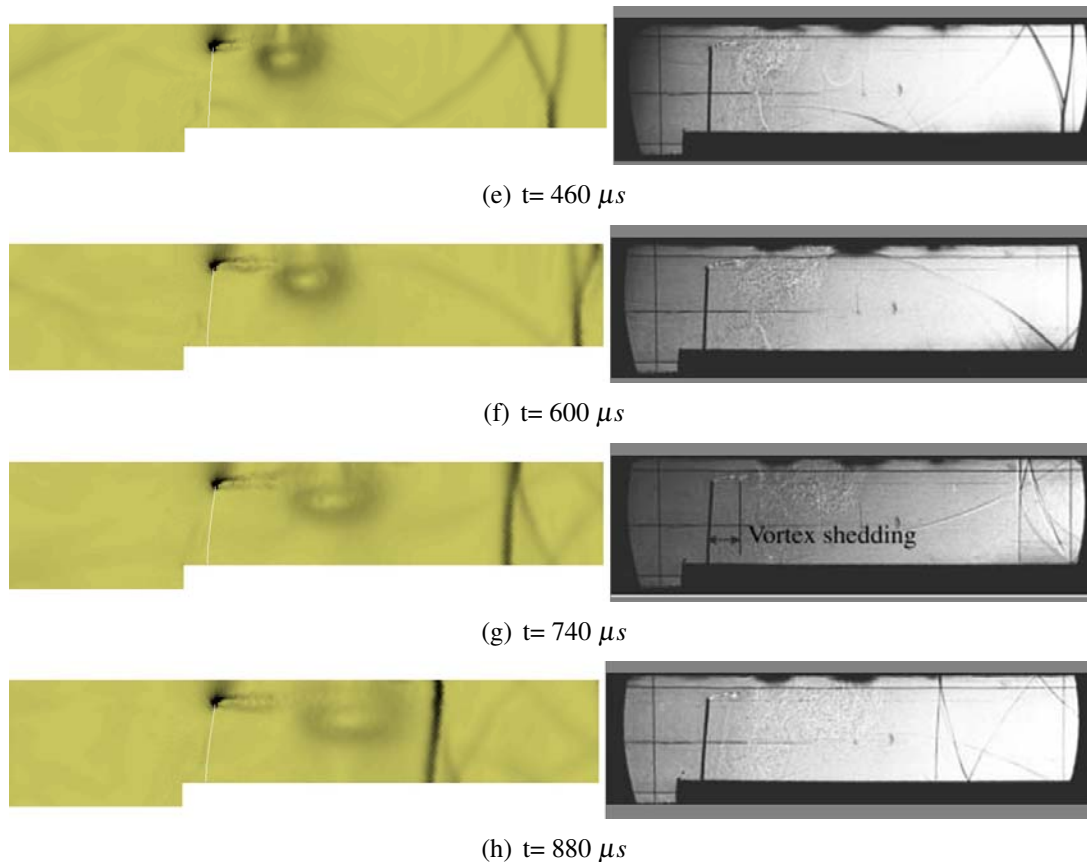 (e) t= 460 μs
(f) t= 600 μs
Vortex shedding
(g) t= 740 μs
(h) t= 880 μs